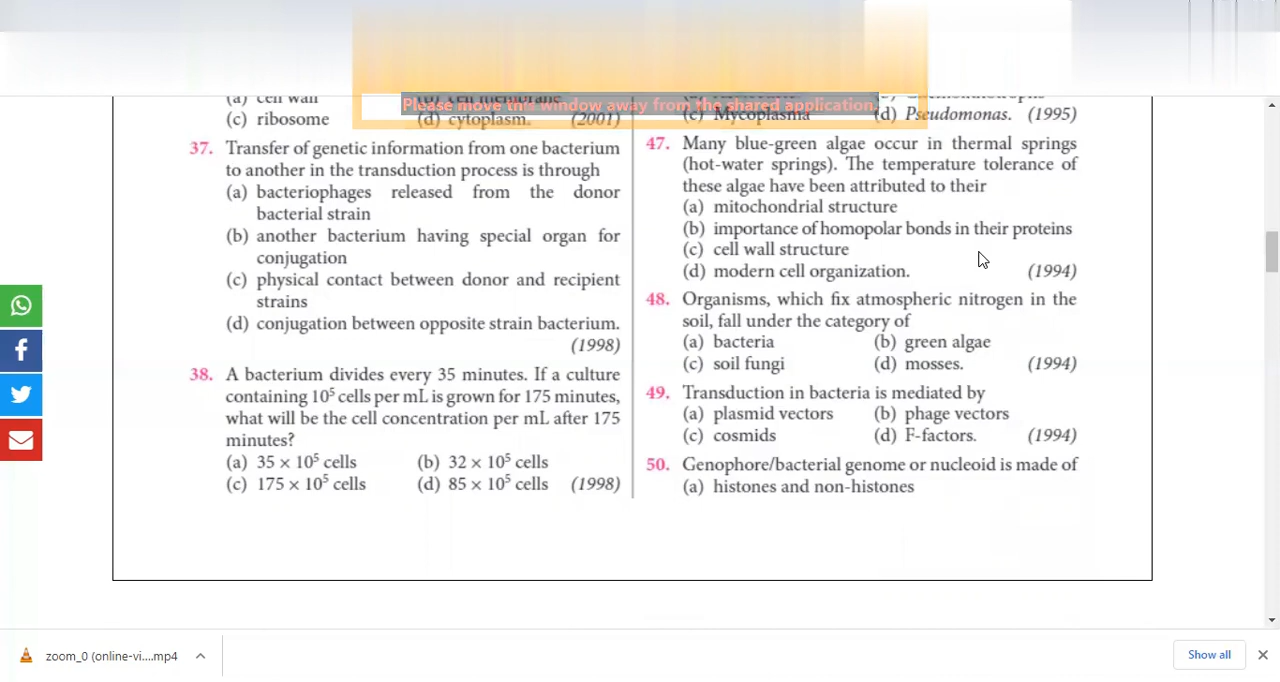 Please move this window away from the shared application.
(a) cell wall (b) cell membrane
(c) ribosome (d) cytoplasm. (2001)
37. Transfer of genetic information from one bacterium
to another in the transduction process is through
(a) bacteriophages released from the donor
bacterial strain
(b) another bacterium having special organ for
conjugation
(c) physical contact between donor and recipient
strains
(d) conjugation between opposite strain bacterium.
(1998)
38. A bacterium divides every 35 minutes. If a culture
containing 10⁵ cells per mL is grown for 175 minutes,
what will be the cell concentration per mL after 175
minutes?
(a) 35 × 10⁵ cells (b) 32 × 10⁵ cells
(c) 175 × 10⁵ cells (d) 85 × 10⁵ cells (1998)
(c) Mycoplasma (d) Pseudomonas. (1995)
47. Many blue-green algae occur in thermal springs
(hot-water springs). The temperature tolerance of
these algae have been attributed to their
(a) mitochondrial structure
(b) importance of homopolar bonds in their proteins
(c) cell wall structure
(d) modern cell organization. (1994)
48. Organisms, which fix atmospheric nitrogen in the
soil, fall under the category of
(a) bacteria (b) green algae
(c) soil fungi (d) mosses. (1994)
49. Transduction in bacteria is mediated by
(a) plasmid vectors (b) phage vectors
(c) cosmids (d) F-factors. (1994)
50. Genophore/bacterial genome or nucleoid is made of
(a) histones and non-histones
zoom_0 (online-vi....mp4
Show all